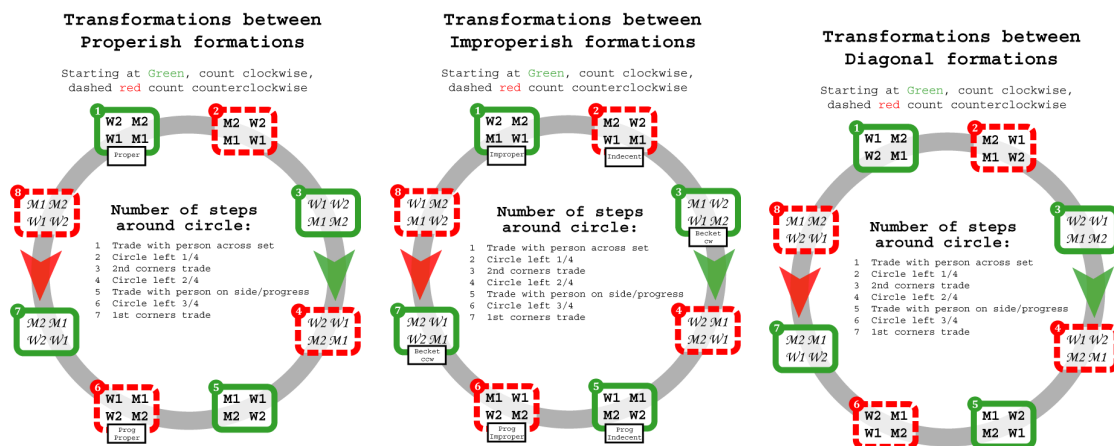 Transformations between
Properish formations
Starting at Green, count clockwise,
dashed red count counterclockwise
1
W2 M2
W1 M1
Proper
2
M2 W2
M1 W1
3
W1 W2
M1 M2
4
W2 W1
M2 M1
5
M1 W1
M2 W2
6
W1 M1
W2 M2
Prog
Proper
7
M2 M1
W2 W1
8
M1 M2
W1 W2
Number of steps
around circle:
1 Trade with person across set
2 Circle left 1/4
3 2nd corners trade
4 Circle left 2/4
5 Trade with person on side/progress
6 Circle left 3/4
7 1st corners trade
Transformations between
Improperish formations
Starting at Green, count clockwise,
dashed red count counterclockwise
1
W2 M2
M1 W1
Improper
2
M2 W2
W1 M1
Indecent
3
M1 W2
W1 M2
Becket
cw
4
W2 M1
M2 W1
5
W1 M1
M2 W2
Prog
Indecent
6
M1 W1
W2 M2
Prog
Improper
7
M2 W1
W2 M1
Becket
ccw
8
W1 M2
M1 W2
Number of steps
around circle:
1 Trade with person across set
2 Circle left 1/4
3 2nd corners trade
4 Circle left 2/4
5 Trade with person on side/progress
6 Circle left 3/4
7 1st corners trade
Transformations between
Diagonal formations
Starting at Green, count clockwise,
dashed red count counterclockwise
1
W1 M2
W2 M1
2
M2 W1
M1 W2
3
W2 W1
M1 M2
4
W1 W2
M2 M1
5
M1 W2
M2 W1
6
W2 M1
W1 M2
7
M2 M1
W1 W2
8
M1 M2
W2 W1
Number of steps
around circle:
1 Trade with person across set
2 Circle left 1/4
3 2nd corners trade
4 Circle left 2/4
5 Trade with person on side/progress
6 Circle left 3/4
7 1st corners trade